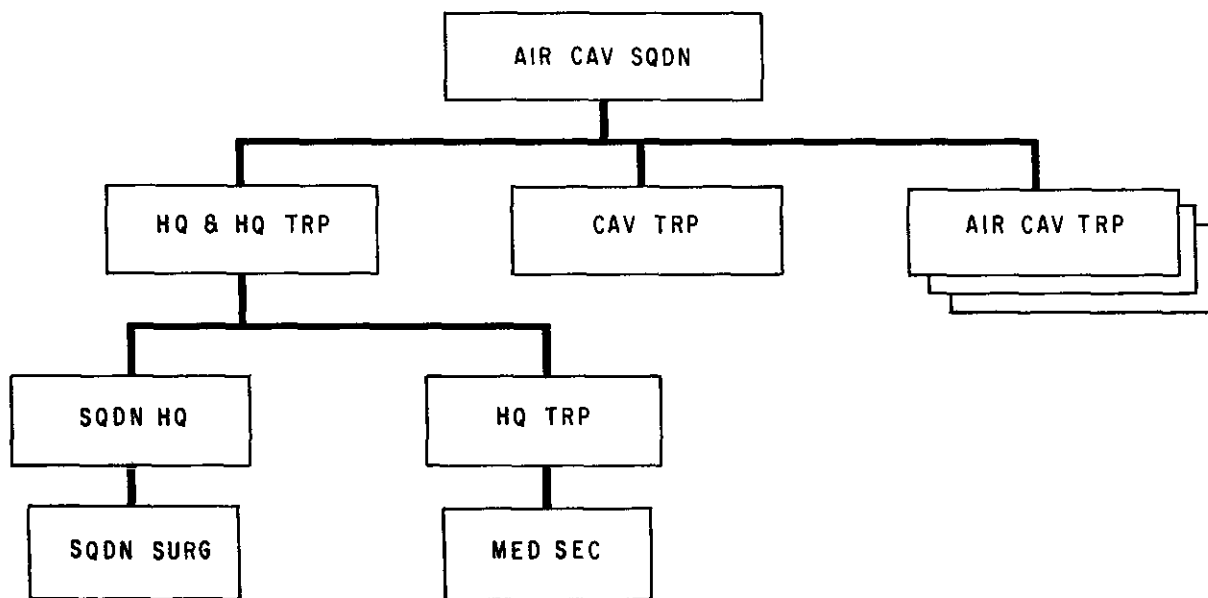 AIR CAV SQDN
HQ & HQ TRP
CAV TRP
AIR CAV TRP
SQDN HQ
HQ TRP
SQDN SURG
MED SEC